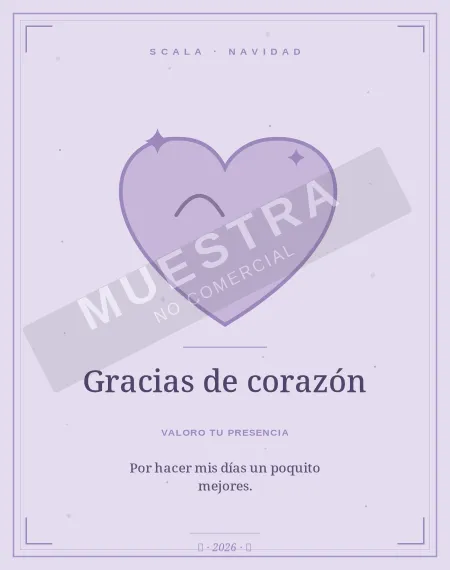 SCALA · NAVIDAD
MUESTRA
NO COMERCIAL
Gracias de corazón
VALORO TU PRESENCIA
Por hacer mis días un poquito
mejores.
· 2026 ·